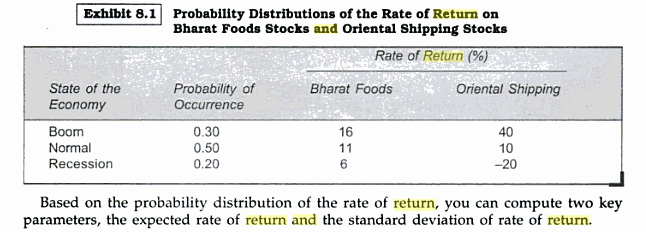 Exhibit 8.1 Probability Distributions of the Rate of Return on
Bharat Foods Stocks and Oriental Shipping Stocks
Rate of Return (%)
State of the Probability of Bharat Foods Oriental Shipping
Economy Occurrence
Boom 0.30 16 40
Normal 0.50 11 10
Recession 0.20 6 –20
Based on the probability distribution of the rate of return, you can compute two key
parameters, the expected rate of return and the standard deviation of rate of return.